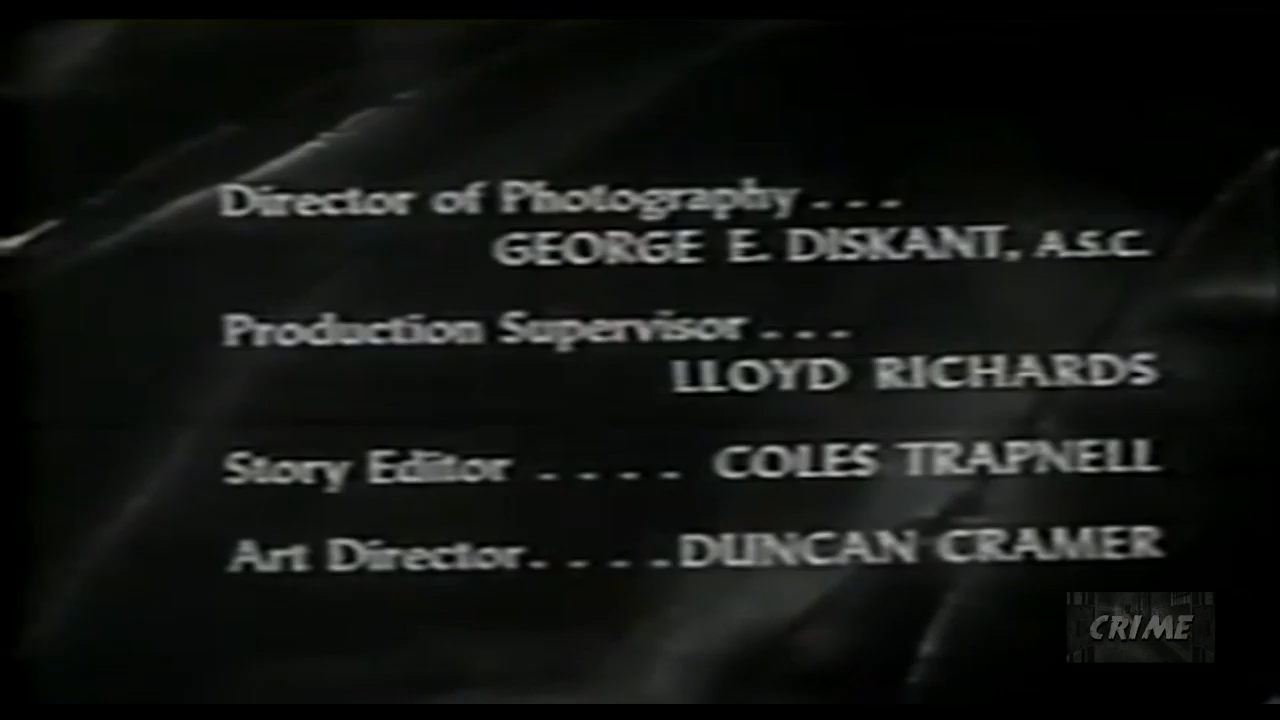 Director of Photography . . .
GEORGE E. DISKANT, A.S.C.
Production Supervisor . . .
LLOYD RICHARDS
Story Editor . . . . COLES TRAPNELL
Art Director. . . . DUNCAN CRAMER
CRIME